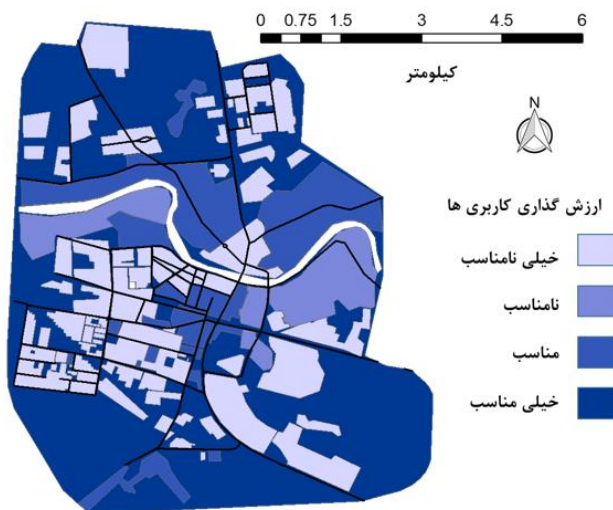 0 0.75 1.5 3 4.5 6
کیلومتر
N
ارزش گذاری کاربری ها
خیلی نامناسب
نامناسب
مناسب
خیلی مناسب